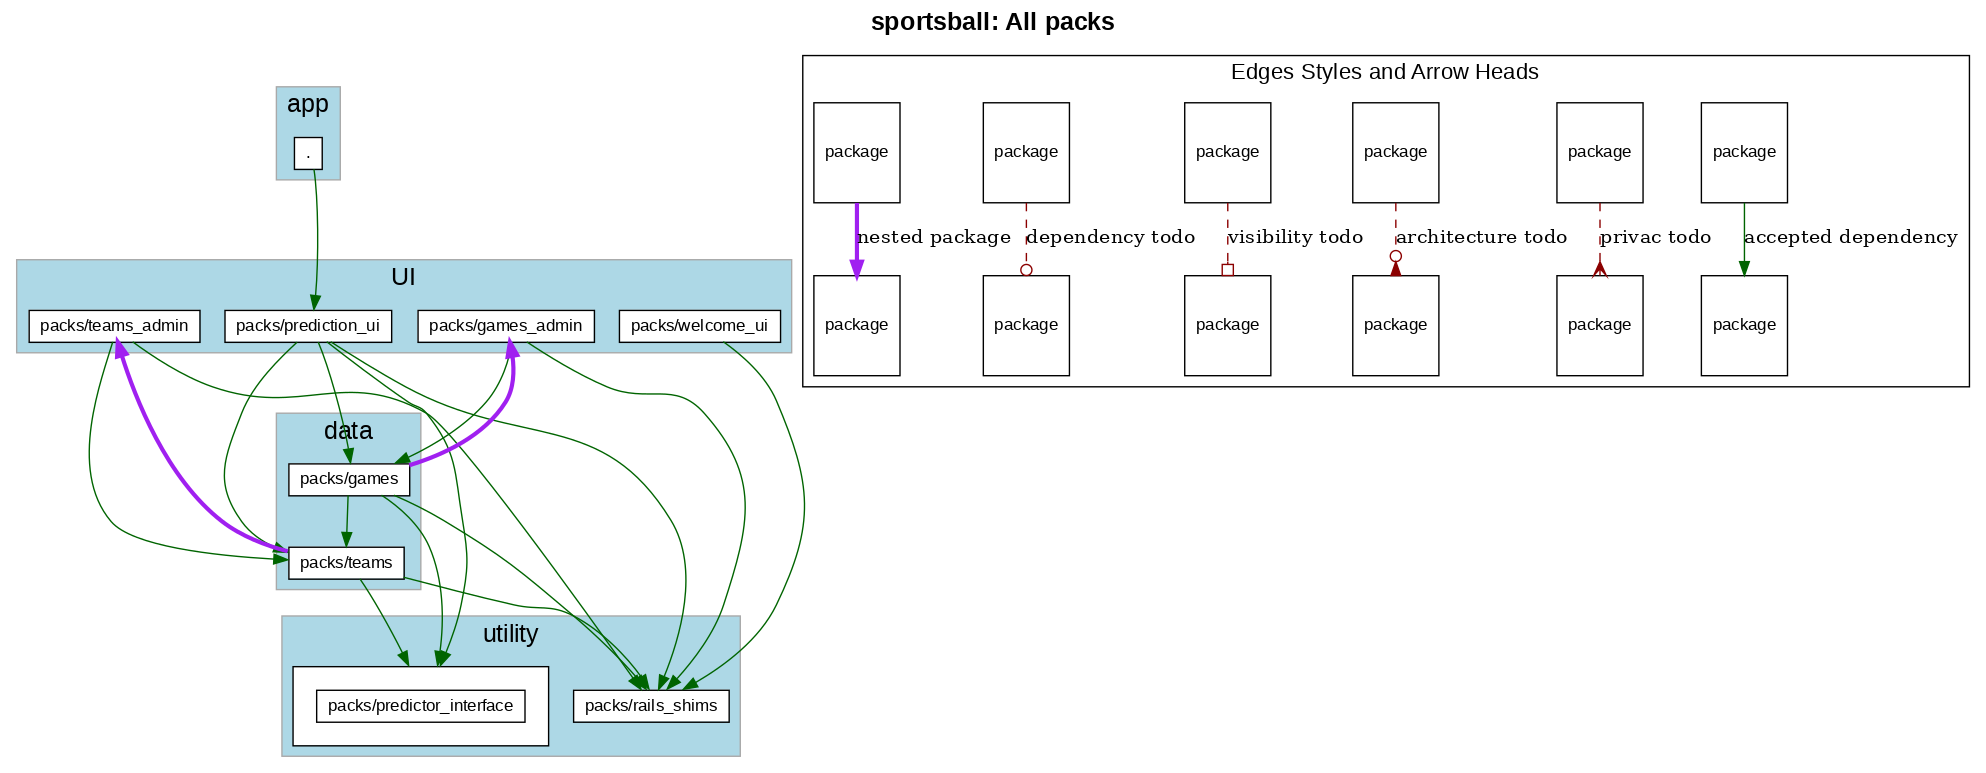 sportsball: All packs
Edges Styles and Arrow Heads
app
.
package package package package package package
nested package dependency todo visibility todo architecture todo privac todo accepted dependency
package package package package package package
UI
packs/teams_admin packs/prediction_ui packs/games_admin packs/welcome_ui
data
packs/games
packs/teams
utility
packs/predictor_interface packs/rails_shims